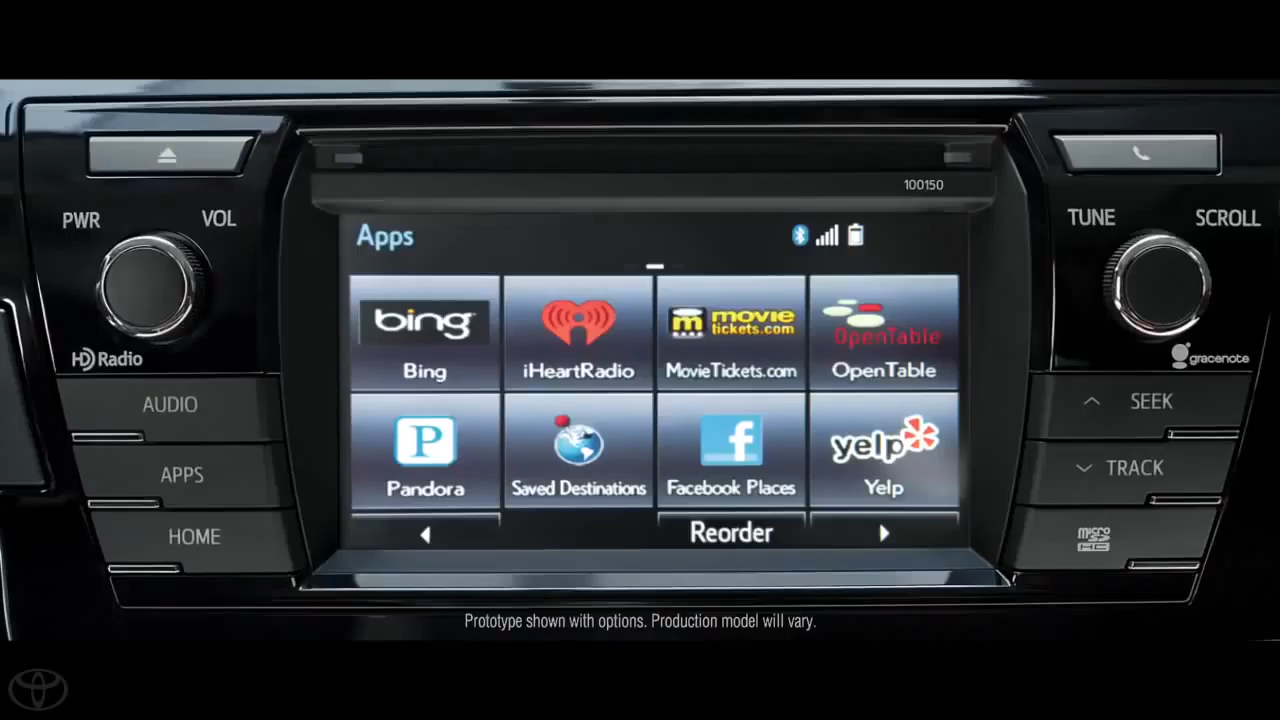 100150
PWR VOL
TUNE SCROLL
Apps
HD Radio
gracenote
bing
movie
tickets.com
OpenTable
Bing
iHeartRadio
MovieTickets.com
OpenTable
AUDIO
SEEK
P
f
yelp
APPS
TRACK
Pandora
Saved Destinations
Facebook Places
Yelp
HOME
Reorder
micro
SD
HC
Prototype shown with options. Production model will vary.